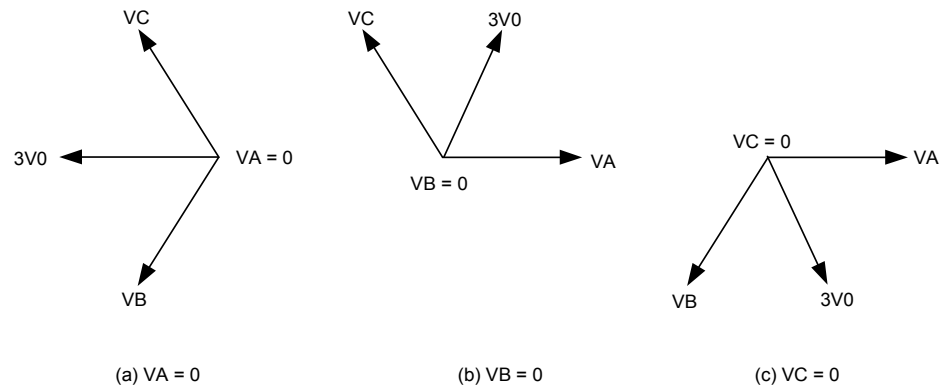 VC
3V0
VA = 0
VB
(a) VA = 0
VC
3V0
VA
VB = 0
(b) VB = 0
VC = 0
VA
VB
3V0
(c) VC = 0